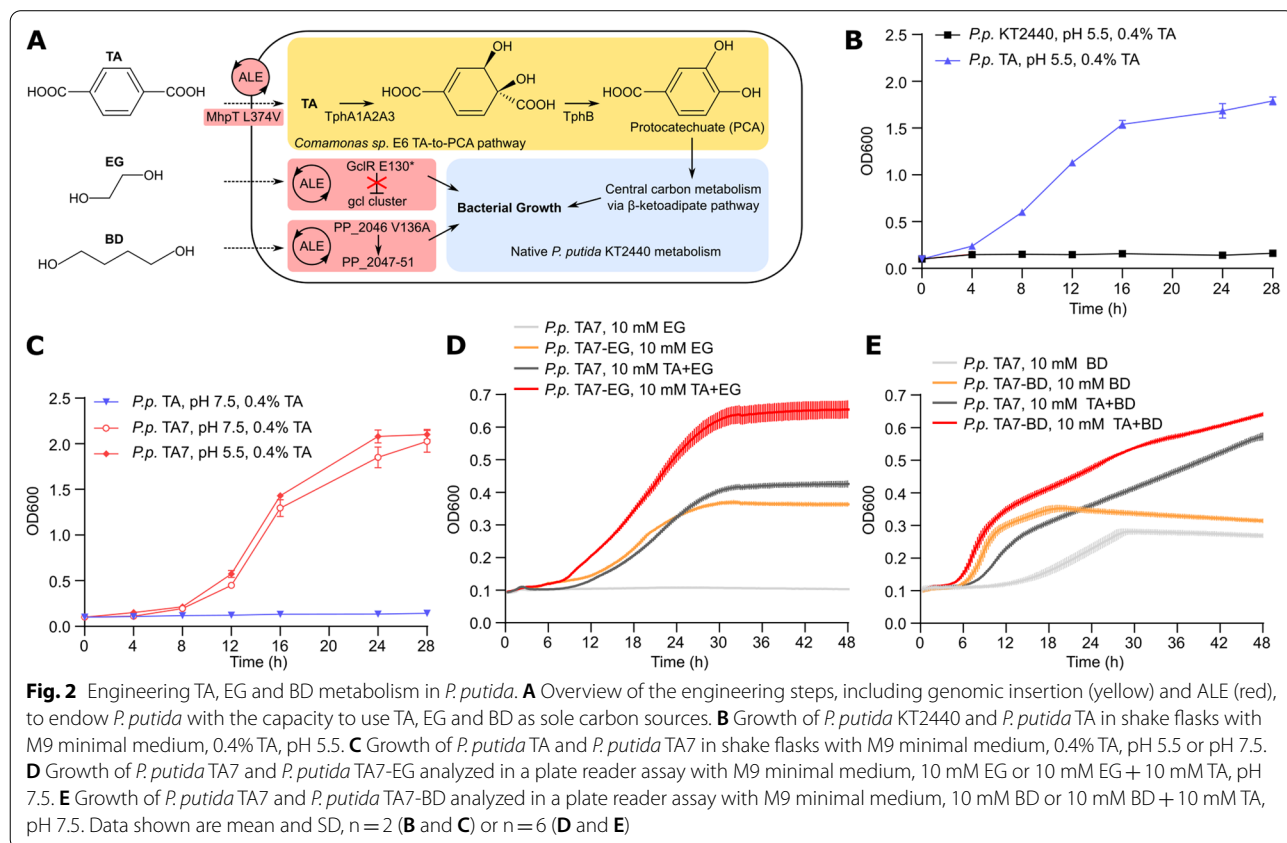 A
TA
HOOC
COOH
ALE
MhpT L374V
TA
TphA1A2A3
HOOC
OH
OH
COOH
TphB
HOOC
OH
OH
Protocatechuate (PCA)
Comamonas sp. E6 TA-to-PCA pathway
EG
HO
OH
ALE
GclR E130*
gcl cluster
Bacterial Growth
Central carbon metabolism
via β-ketoadipate pathway
BD
HO
OH
ALE
PP_2046 V136A
PP_2047-51
Native P. putida KT2440 metabolism
B
P.p. KT2440, pH 5.5, 0.4% TA
P.p. TA, pH 5.5, 0.4% TA
OD600
2.5
2.0
1.5
1.0
0.5
0.0
0 4 8 12 16 20 24 28
Time (h)
C
P.p. TA, pH 7.5, 0.4% TA
P.p. TA7, pH 7.5, 0.4% TA
P.p. TA7, pH 5.5, 0.4% TA
OD600
2.5
2.0
1.5
1.0
0.5
0.0
0 4 8 12 16 20 24 28
Time (h)
D
P.p. TA7, 10 mM EG
P.p. TA7-EG, 10 mM EG
P.p. TA7, 10 mM TA+EG
P.p. TA7-EG, 10 mM TA+EG
OD600
0.7
0.6
0.5
0.4
0.3
0.2
0.1
0.0
0 6 12 18 24 30 36 42 48
Time (h)
E
P.p. TA7, 10 mM BD
P.p. TA7-BD, 10 mM BD
P.p. TA7, 10 mM TA+BD
P.p. TA7-BD, 10 mM TA+BD
OD600
0.7
0.6
0.5
0.4
0.3
0.2
0.1
0.0
0 6 12 18 24 30 36 42 48
Time (h)
Fig. 2 Engineering TA, EG and BD metabolism in P. putida. A Overview of the engineering steps, including genomic insertion (yellow) and ALE (red),
to endow P. putida with the capacity to use TA, EG and BD as sole carbon sources. B Growth of P. putida KT2440 and P. putida TA in shake flasks with
M9 minimal medium, 0.4% TA, pH 5.5. C Growth of P. putida TA and P. putida TA7 in shake flasks with M9 minimal medium, 0.4% TA, pH 5.5 or pH 7.5.
D Growth of P. putida TA7 and P. putida TA7-EG analyzed in a plate reader assay with M9 minimal medium, 10 mM EG or 10 mM EG + 10 mM TA, pH
7.5. E Growth of P. putida TA7 and P. putida TA7-BD analyzed in a plate reader assay with M9 minimal medium, 10 mM BD or 10 mM BD + 10 mM TA,
pH 7.5. Data shown are mean and SD, n = 2 (B and C) or n = 6 (D and E)